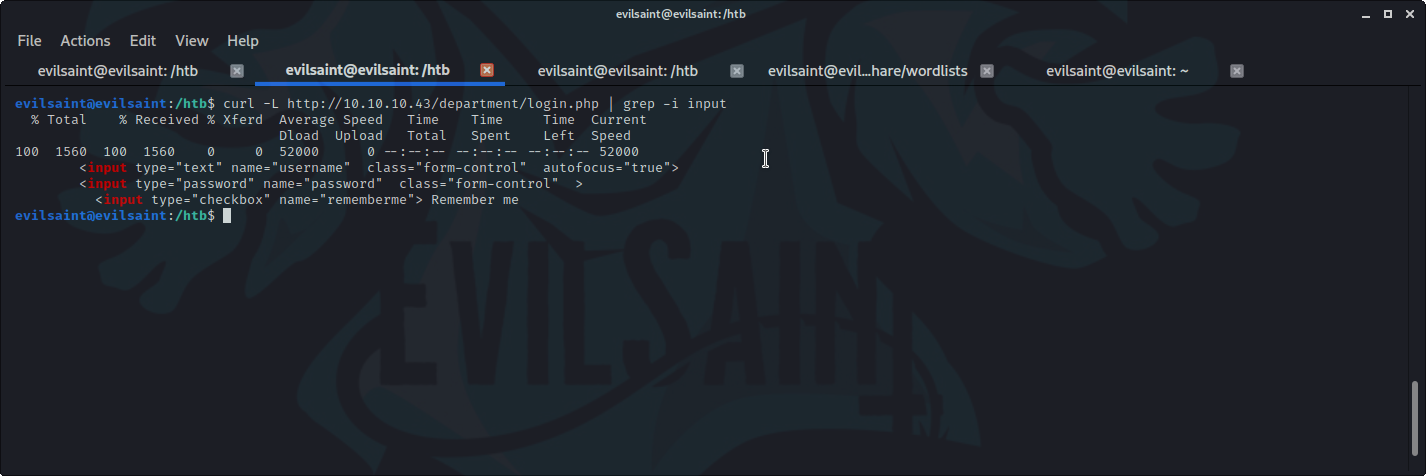 evilsaint@evilsaint: /htb
File Actions Edit View Help
evilsaint@evilsaint: /htb evilsaint@evilsaint: /htb evilsaint@evilsaint: /htb evilsaint@evil...hare/wordlists evilsaint@evilsaint: ~
evilsaint@evilsaint:/htb$ curl -L http://10.10.10.43/department/login.php | grep -i input
% Total % Received % Xferd Average Speed Time Time Time Current
Dload Upload Total Spent Left Speed
100 1560 100 1560 0 0 52000 0 --:--:-- --:--:-- --:--:-- 52000
<input type="text" name="username" class="form-control" autofocus="true">
<input type="password" name="password" class="form-control" >
<input type="checkbox" name="rememberme"> Remember me
evilsaint@evilsaint:/htb$
EVILSAINT